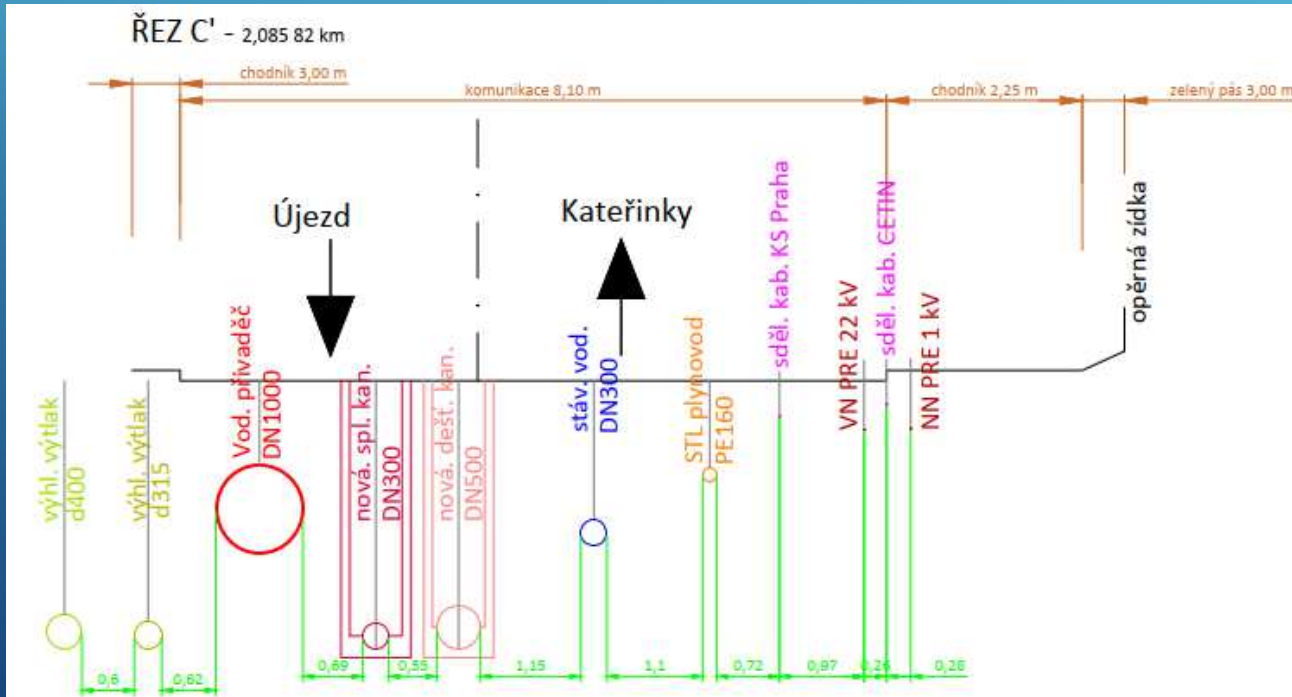 ŘEZ C' - 2,085 82 km
chodník 3,00 m
komunikace 8,10 m
chodník 2,25 m
zelený pás 3,00 m
Újezd
Kateřinky
výhl. výtlak
d400
výhl. výtlak
d315
Vod. přivaděč
DN1000
nová. spl. kan.
DN300
nová. dešť. kan.
DN500
stáv. vod.
DN300
STL plynovod
PE160
sděl. kab. KS Praha
VN PRE 22 kV
sděl. kab. CETIN
NN PRE 1 kV
opěrná zídka
0,6
0,62
0,69
0,55
1,15
1,1
0,72
0,97
0,26
0,28